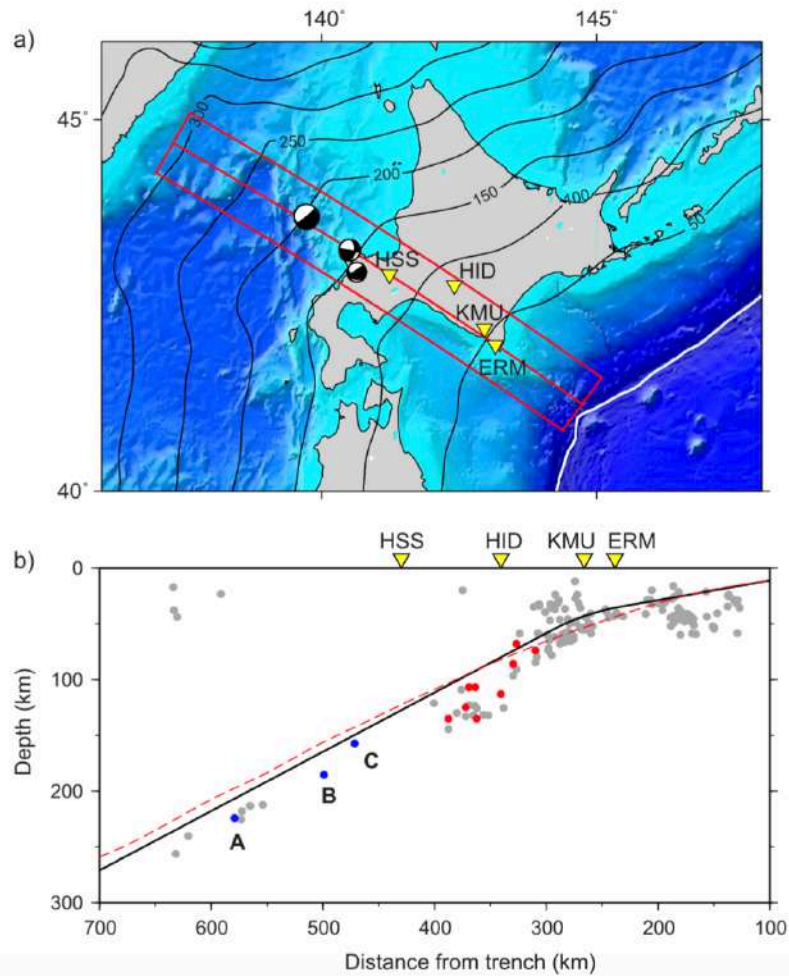 140˚ 145˚
a)
45˚
300
250
200
150
100
50
HSS
HID
KMU
ERM
40˚
b)
HSS HID KMU ERM
0
100
200
300
Depth (km)
A
B
C
700 600 500 400 300 200 100
Distance from trench (km)